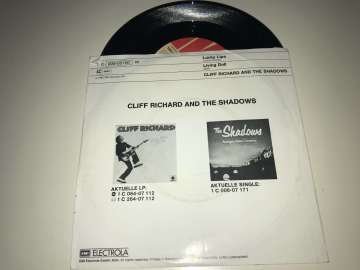 Lucky Lips
Living Doll
CLIFF RICHARD AND THE SHADOWS
CLIFF RICHARD AND THE SHADOWS
CLIFF RICHARD
The Shadows
AKTUELLE LP:
1 C 064-07 112
1 C 264-07 112
AKTUELLE SINGLE:
1 C 006-07 171
EMI ELECTROLA